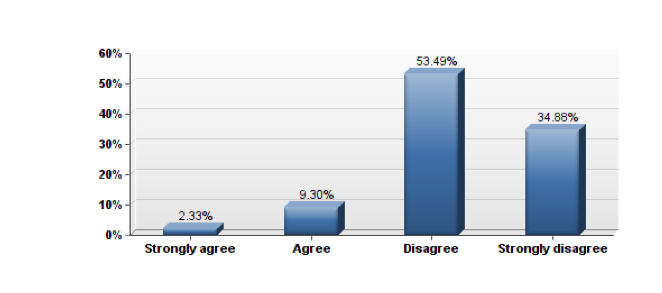 60%
50%
40%
30%
20%
10%
0%
2.33%
9.30%
53.49%
34.88%
Strongly agree
Agree
Disagree
Strongly disagree